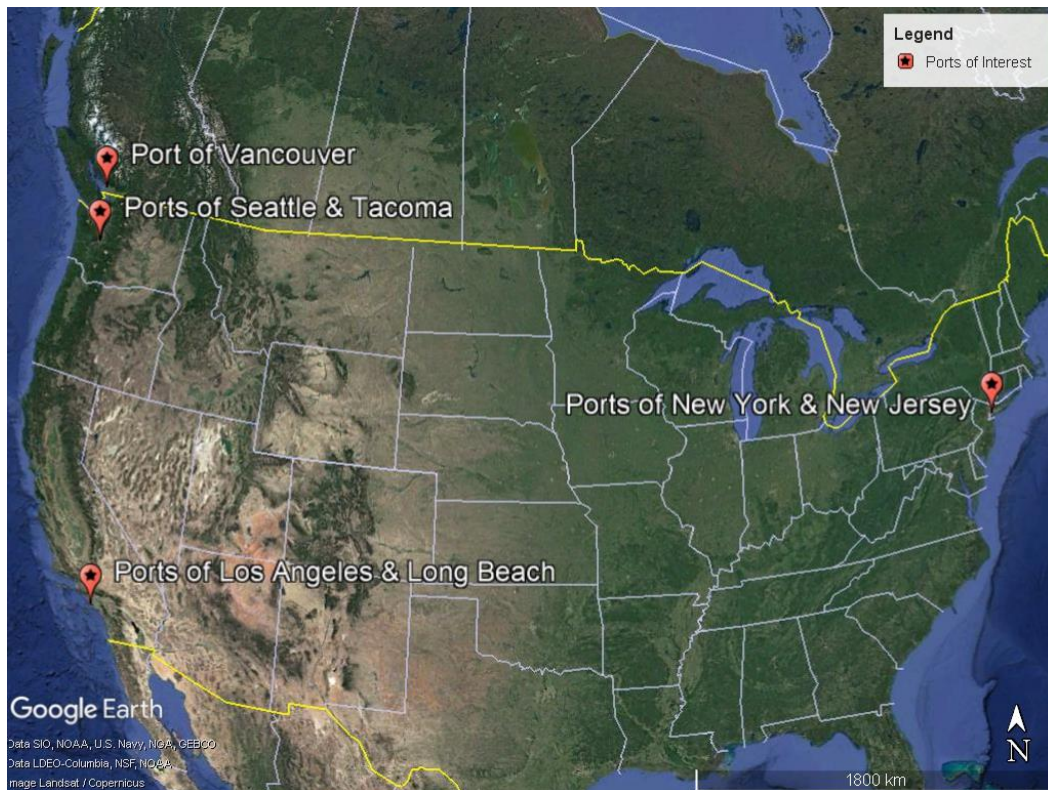 Legend
Ports of Interest
Port of Vancouver
Ports of Seattle & Tacoma
Ports of New York & New Jersey
Ports of Los Angeles & Long Beach
Google Earth
Data SIO, NOAA, U.S. Navy, NGA, GEBCO
Data LDEO-Columbia, NSF, NOAA
Image Landsat / Copernicus
1800 km
N